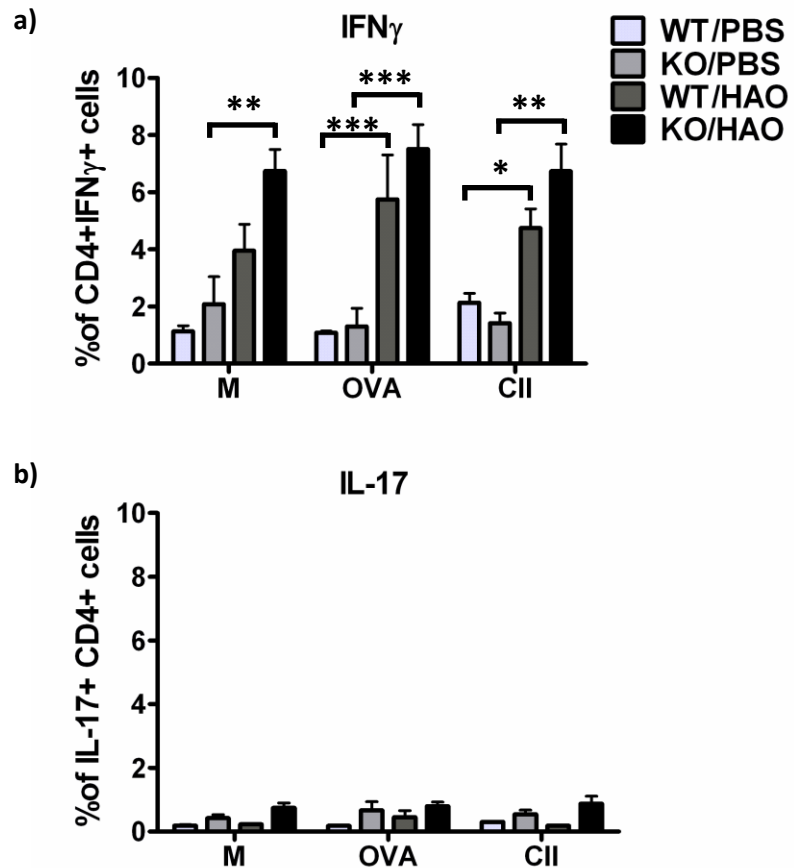 a)
IFNγ
WT/PBS
KO/PBS
WT/HAO
KO/HAO
%of CD4+IFNγ+ cells
10
8
6
4
2
0
**
***
***
**
*
M OVA CII
b)
IL-17
%of IL-17+ CD4+ cells
10
8
6
4
2
0
M OVA CII